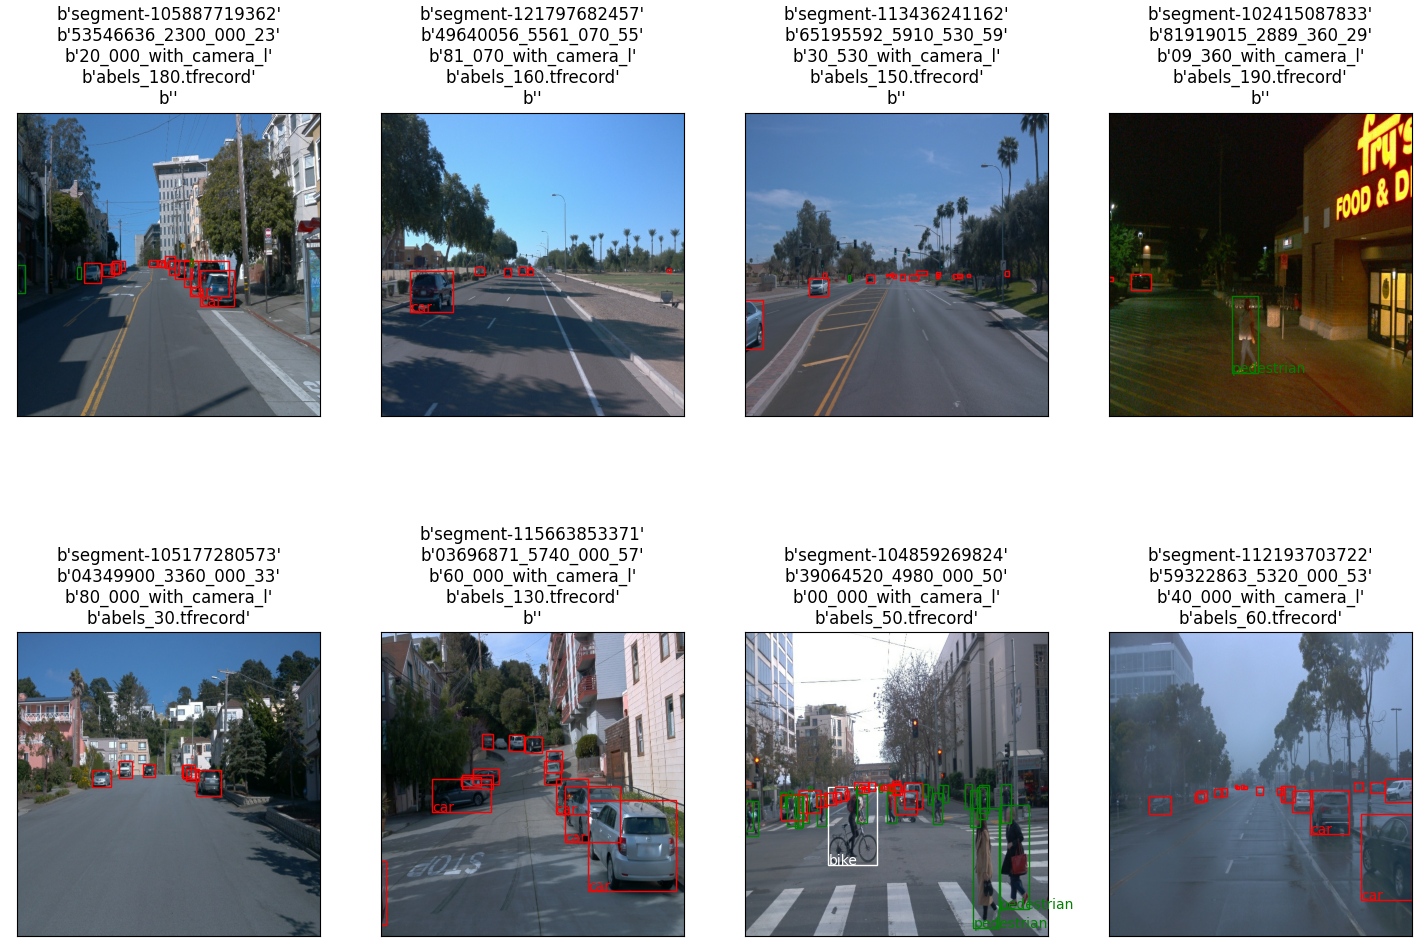 b'segment-105887719362'
b'53546636_2300_000_23'
b'20_000_with_camera_l'
b'abels_180.tfrecord'
b''
b'segment-121797682457'
b'49640056_5561_070_55'
b'81_070_with_camera_l'
b'abels_160.tfrecord'
b''
b'segment-113436241162'
b'65195592_5910_530_59'
b'30_530_with_camera_l'
b'abels_150.tfrecord'
b''
b'segment-102415087833'
b'81919015_2889_360_29'
b'09_360_with_camera_l'
b'abels_190.tfrecord'
b''
car
car
fry's
FOOD & D
pedestrian
b'segment-105177280573'
b'04349900_3360_000_33'
b'80_000_with_camera_l'
b'abels_30.tfrecord'
b'segment-115663853371'
b'03696871_5740_000_57'
b'60_000_with_camera_l'
b'abels_130.tfrecord'
b''
b'segment-104859269824'
b'39064520_4980_000_50'
b'00_000_with_camera_l'
b'abels_50.tfrecord'
b'segment-112193703722'
b'59322863_5320_000_53'
b'40_000_with_camera_l'
b'abels_60.tfrecord'
car
car
car
car
STOP
bike
pedestrian
pedestrian
car
car